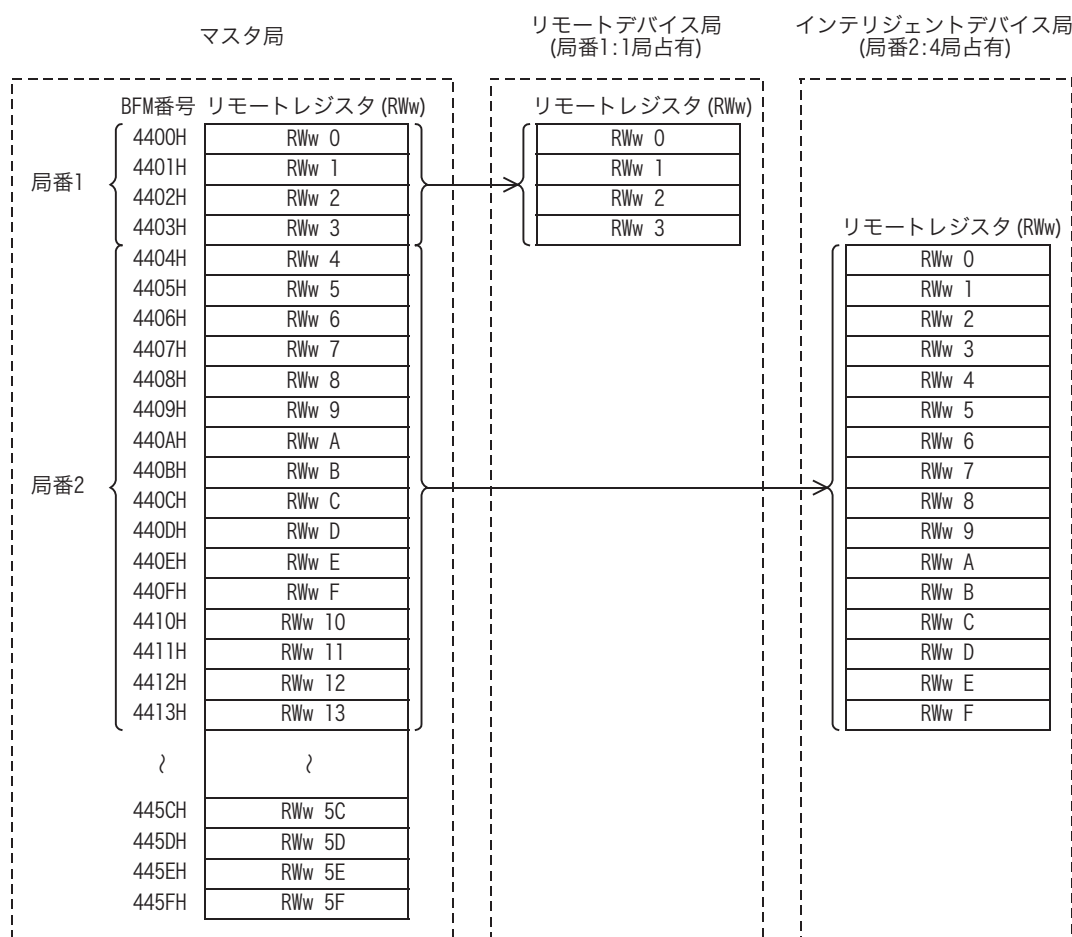 マスタ局
リモートデバイス局
(局番1:1局占有)
インテリジェントデバイス局
(局番2:4局占有)
BFM番号 リモートレジスタ(RWw)
局番1
4400H RWw 0
4401H RWw 1
4402H RWw 2
4403H RWw 3
局番2
4404H RWw 4
4405H RWw 5
4406H RWw 6
4407H RWw 7
4408H RWw 8
4409H RWw 9
440AH RWw A
440BH RWw B
440CH RWw C
440DH RWw D
440EH RWw E
440FH RWw F
4410H RWw 10
4411H RWw 11
4412H RWw 12
4413H RWw 13
~ ~
445CH RWw 5C
445DH RWw 5D
445EH RWw 5E
445FH RWw 5F
リモートレジスタ(RWw)
RWw 0
RWw 1
RWw 2
RWw 3
リモートレジスタ(RWw)
RWw 0
RWw 1
RWw 2
RWw 3
RWw 4
RWw 5
RWw 6
RWw 7
RWw 8
RWw 9
RWw A
RWw B
RWw C
RWw D
RWw E
RWw F